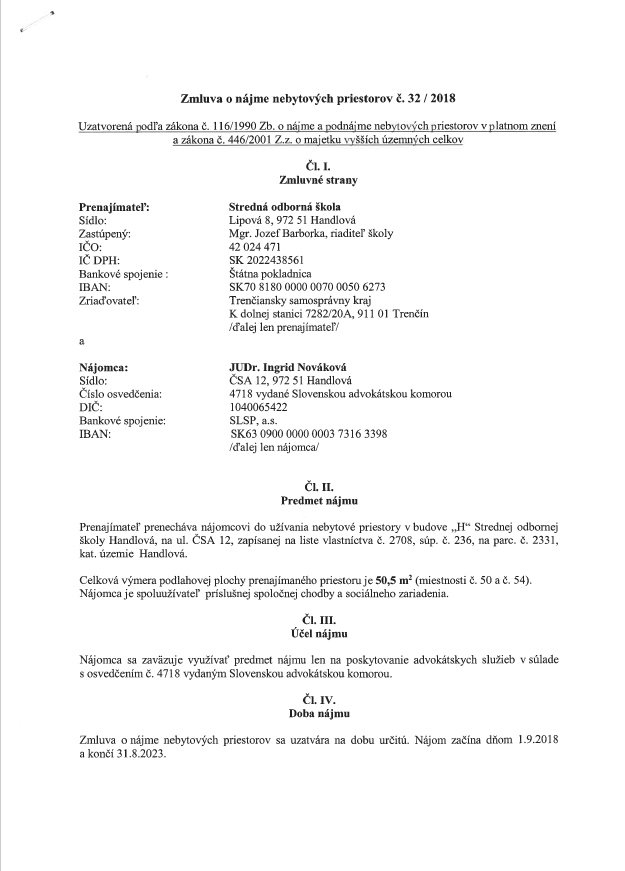 Zmluva o nájme nebytových priestorov č. 32 / 2018
Uzatvorená podľa zákona č. 116/1990 Zb. o nájme a podnájme nebytových priestorov v platnom znení
a zákona č. 446/2001 Z.z. o majetku vyšších územných celkov
Čl. I.
Zmluvné strany
Prenajímateľ: Stredná odborná škola
Sídlo: Lipová 8, 972 51 Handlová
Zastúpený: Mgr. Jozef Barborka, riaditeľ školy
IČO: 42 024 471
IČ DPH: SK 2022438561
Bankové spojenie : Štátna pokladnica
IBAN: SK70 8180 0000 0070 0050 6273
Zriaďovateľ: Trenčiansky samosprávny kraj
K dolnej stanici 7282/20A, 911 01 Trenčín
/ďalej len prenajímateľ/
a
Nájomca: JUDr. Ingrid Nováková
Sídlo: ČSA 12, 972 51 Handlová
Číslo osvedčenia: 4718 vydané Slovenskou advokátskou komorou
DIČ: 1040065422
Bankové spojenie: SLSP, a.s.
IBAN: SK63 0900 0000 0003 7316 3398
/ďalej len nájomca/
Čl. II.
Predmet nájmu
Prenajímateľ prenecháva nájomcovi do užívania nebytové priestory v budove „H“ Strednej odbornej
školy Handlová, na ul. ČSA 12, zapísanej na liste vlastníctva č. 2708, súp. č. 236, na parc. č. 2331,
kat. územie Handlová.
Celková výmera podlahovej plochy prenajímaného priestoru je 50,5 m² (miestnosti č. 50 a č. 54).
Nájomca je spoluužívateľ príslušnej spoločnej chodby a sociálneho zariadenia.
Čl. III.
Účel nájmu
Nájomca sa zaväzuje využívať predmet nájmu len na poskytovanie advokátskych služieb v súlade
s osvedčením č. 4718 vydaným Slovenskou advokátskou komorou.
Čl. IV.
Doba nájmu
Zmluva o nájme nebytových priestorov sa uzatvára na dobu určitú. Nájom začína dňom 1.9.2018
a končí 31.8.2023.